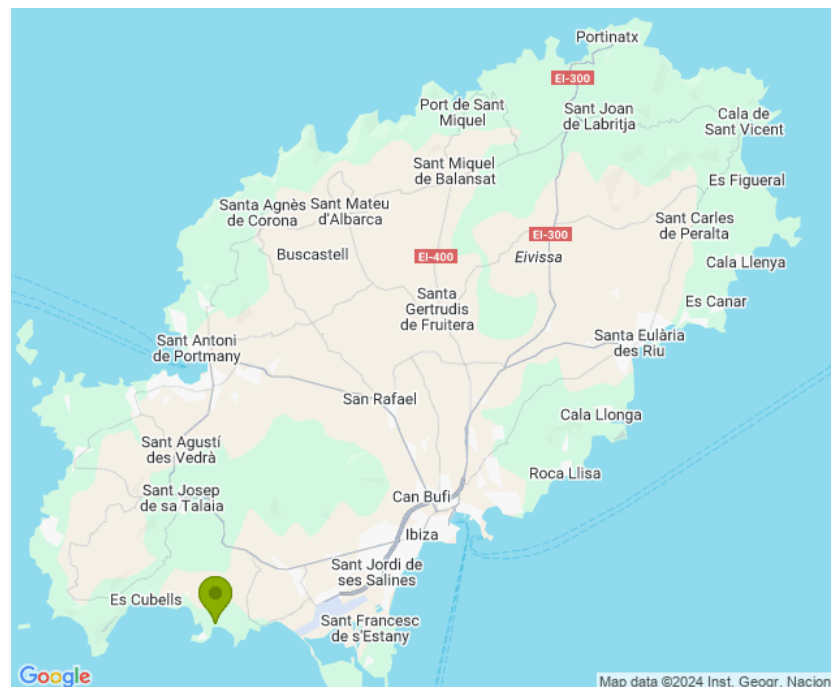 Portinatx
EI-300
Port de Sant
Miquel
Sant Joan
de Labritja
Cala de
Sant Vicent
Sant Miquel
de Balansat
Es Figueral
Santa Agnès
de Corona
Sant Mateu
d'Albarca
Sant Carles
de Peralta
EI-300
Buscastell
EI-400
Eivissa
Cala Llenya
Santa
Gertrudis
de Fruitera
Es Canar
Sant Antoni
de Portmany
Santa Eulària
des Riu
San Rafael
Cala Llonga
Sant Agustí
des Vedrà
Roca Llisa
Sant Josep
de sa Talaia
Can Bufi
Ibiza
Sant Jordi de
ses Salines
Es Cubells
Sant Francesc
de s'Estany
Google
Map data ©2024 Inst. Geogr. Nacion